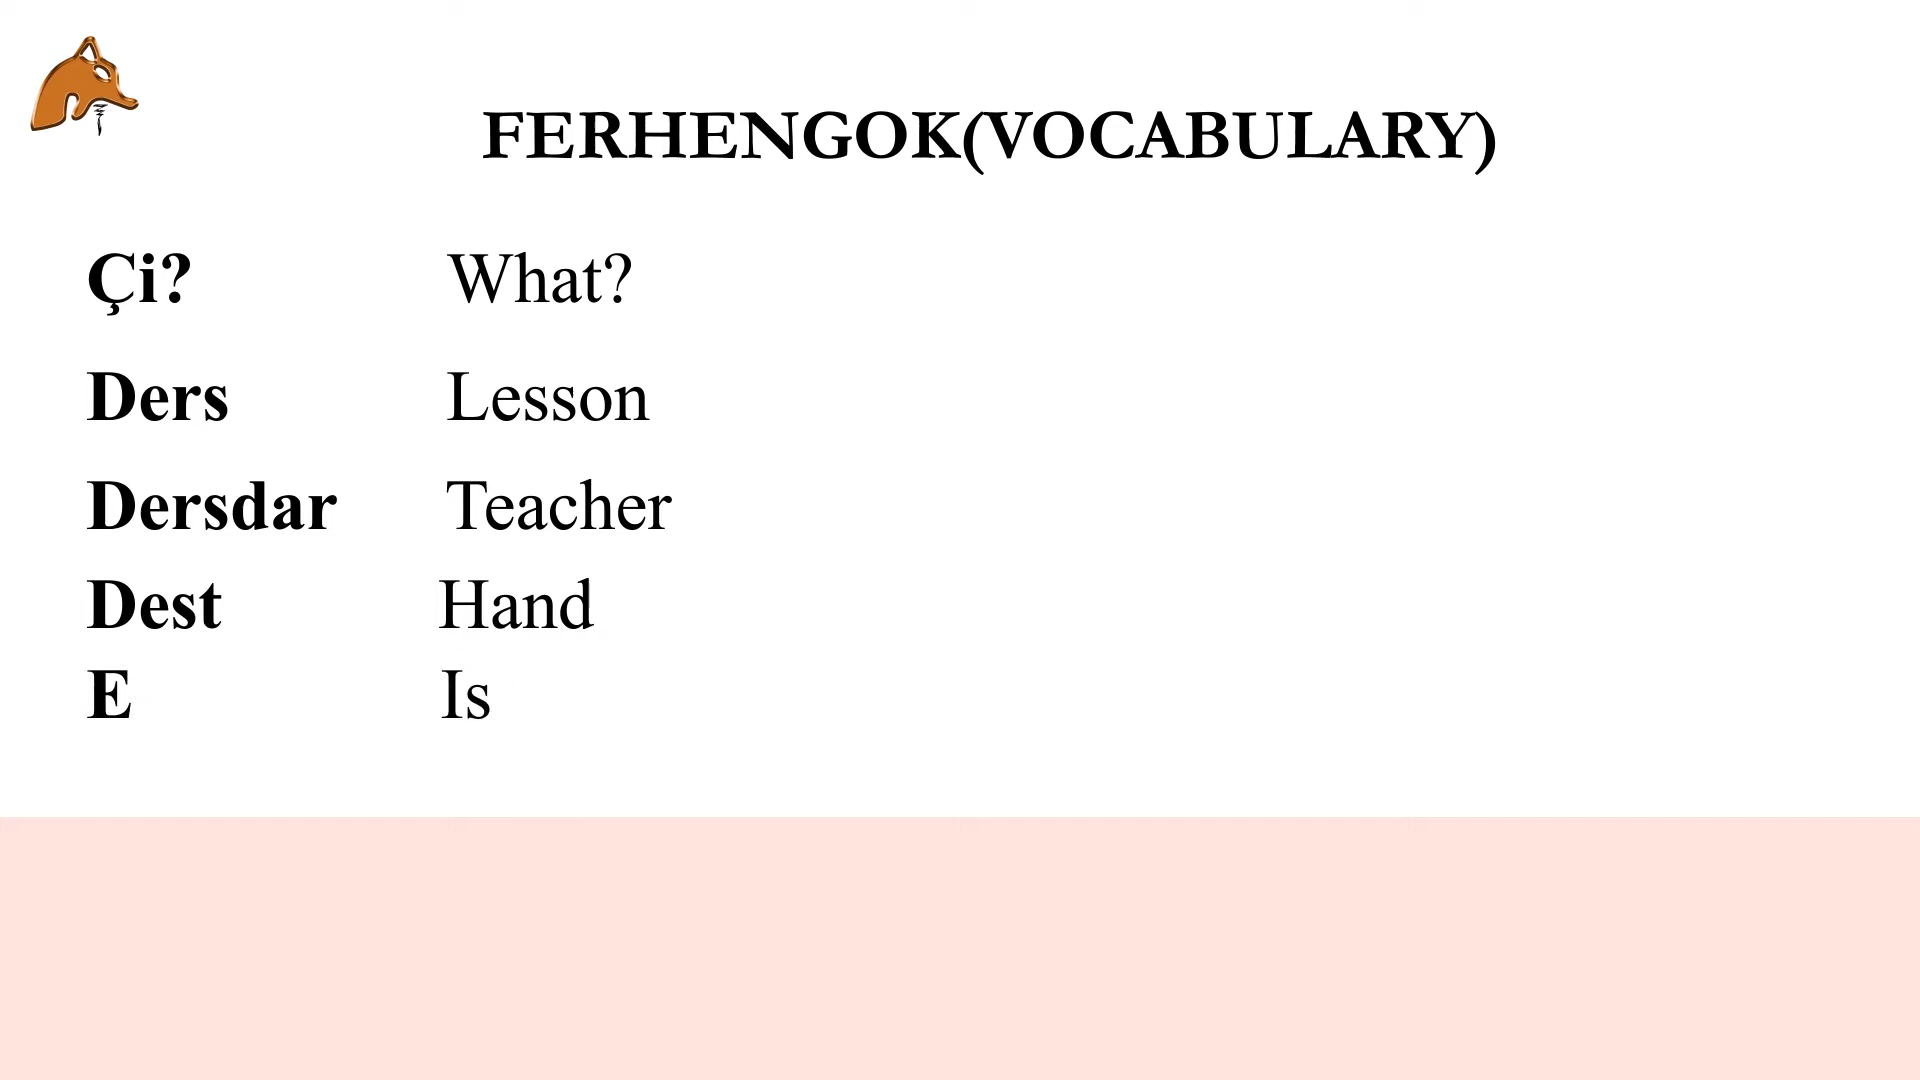 FERHENGOK(VOCABULARY)
Çi? What?
Ders Lesson
Dersdar Teacher
Dest Hand
E Is